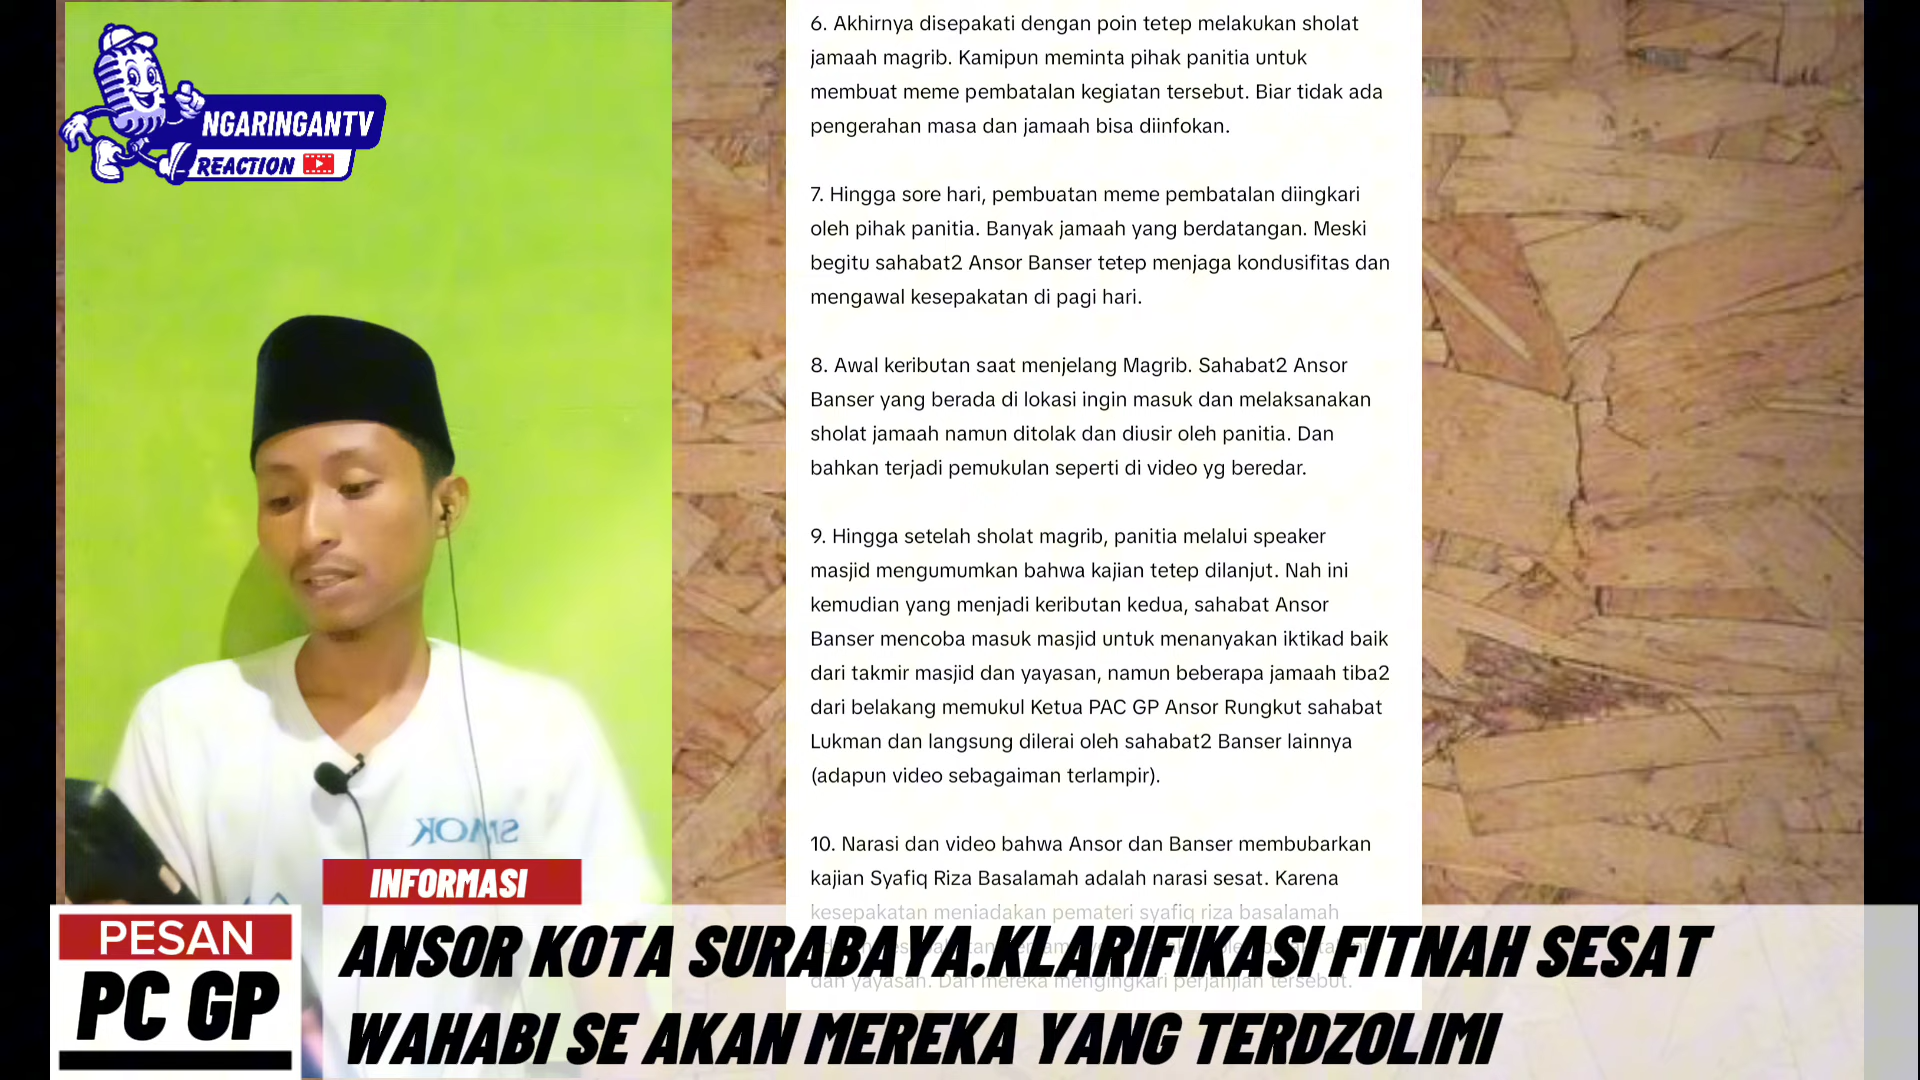 NGARINGANTV
REACTION
6. Akhirnya disepakati dengan poin tetep melakukan sholat
jamaah magrib. Kamipun meminta pihak panitia untuk
membuat meme pembatalan kegiatan tersebut. Biar tidak ada
pengerahan masa dan jamaah bisa diinfokan.
7. Hingga sore hari, pembuatan meme pembatalan diingkari
oleh pihak panitia. Banyak jamaah yang berdatangan. Meski
begitu sahabat2 Ansor Banser tetep menjaga kondusifitas dan
mengawal kesepakatan di pagi hari.
8. Awal keributan saat menjelang Magrib. Sahabat2 Ansor
Banser yang berada di lokasi ingin masuk dan melaksanakan
sholat jamaah namun ditolak dan diusir oleh panitia. Dan
bahkan terjadi pemukulan seperti di video yg beredar.
9. Hingga setelah sholat magrib, panitia melalui speaker
masjid mengumumkan bahwa kajian tetep dilanjut. Nah ini
kemudian yang menjadi keributan kedua, sahabat Ansor
Banser mencoba masuk masjid untuk menanyakan iktikad baik
dari takmir masjid dan yayasan, namun beberapa jamaah tiba2
dari belakang memukul Ketua PAC GP Ansor Rungkut sahabat
Lukman dan langsung dilerai oleh sahabat2 Banser lainnya
(adapun video sebagaiman terlampir).
10. Narasi dan video bahwa Ansor dan Banser membubarkan
kajian Syafiq Riza Basalamah adalah narasi sesat. Karena
kesepakatan meniadakan pemateri syafiq riza basalamah
dan yayasan. Dan mereka mengingkari perjanjian tersebut.
INFORMASI
PESAN
PC GP
ANSOR KOTA SURABAYA.KLARIFIKASI FITNAH SESAT
WAHABI SE AKAN MEREKA YANG TERDZOLIMI